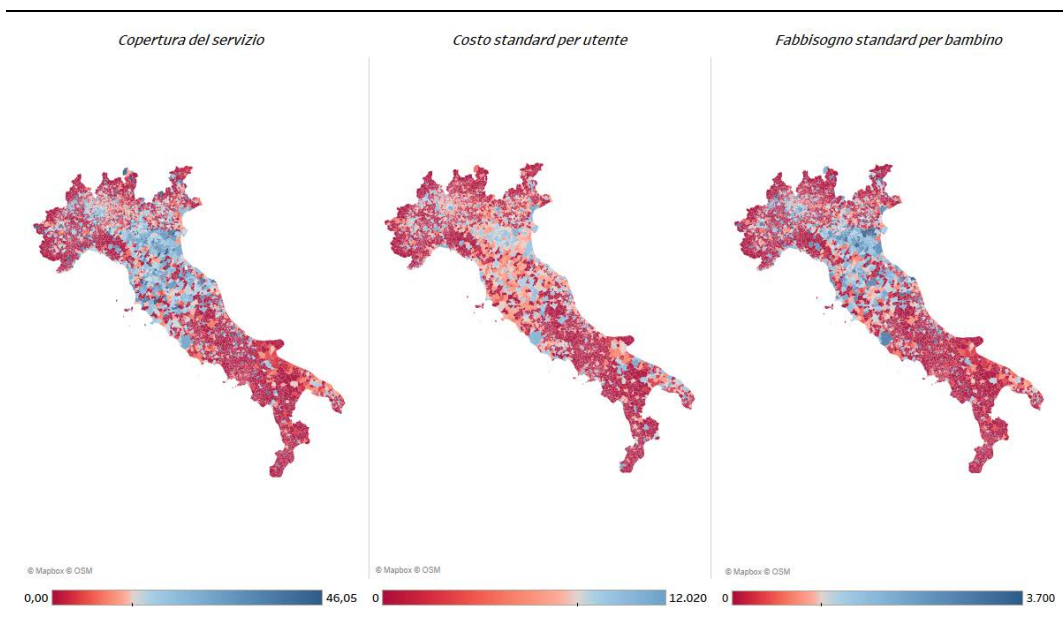 Copertura del servizio
Costo standard per utente
Fabbisogno standard per bambino
© Mapbox © OSM
© Mapbox © OSM
© Mapbox © OSM
0,00 46,05
0 12.020
0 3.700